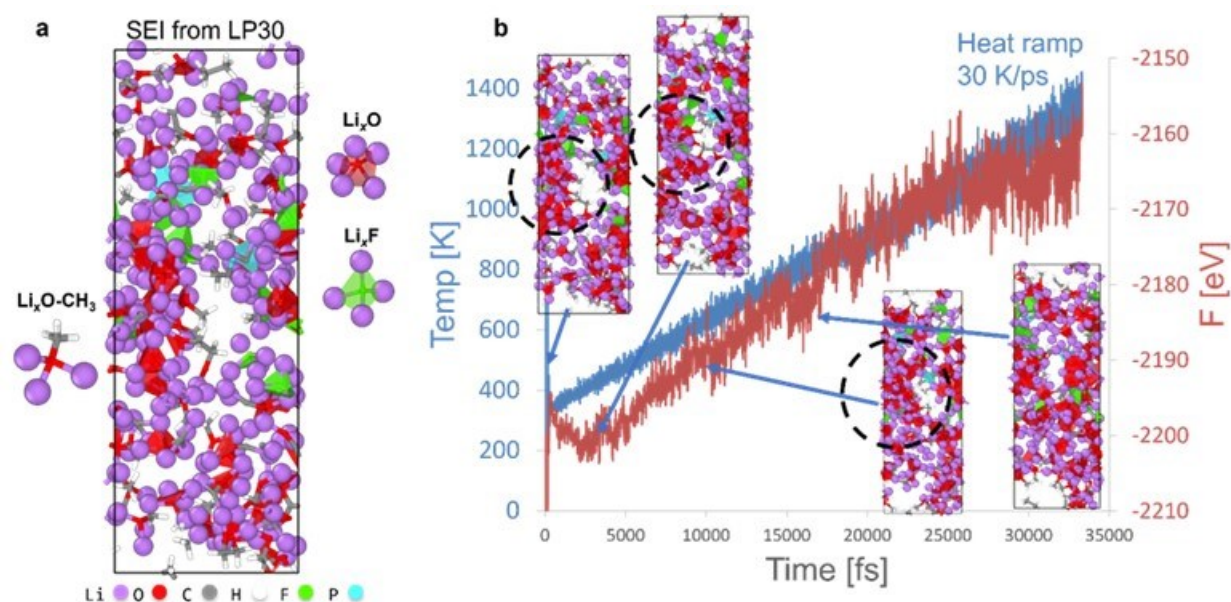 a
SEI from LP30
LiₓO
LiₓF
LiₓO-CH₃
Li O C H F P
b
Heat ramp
30 K/ps
Temp [K]
1400
1200
1000
800
600
400
200
0
F [eV]
-2150
-2160
-2170
-2180
-2190
-2200
-2210
0 5000 10000 15000 20000 25000 30000 35000
Time [fs]